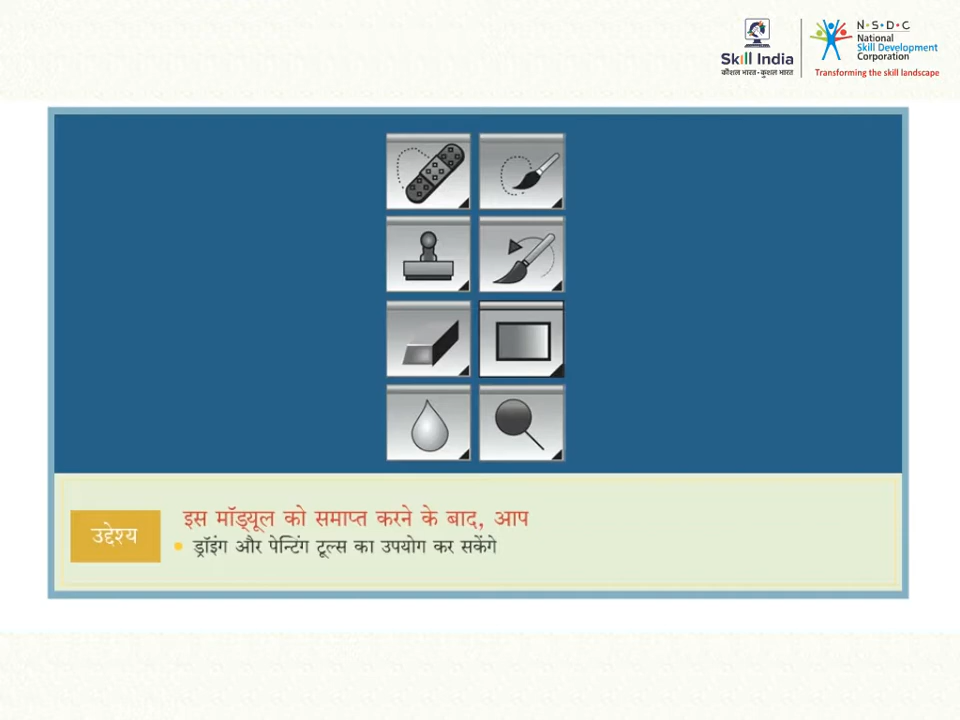 Skill India
कौशल भारत - कुशल भारत
N·S·D·C
National
Skill Development
Corporation
Transforming the skill landscape
उद्देश्य
इस मॉड्यूल को समाप्त करने के बाद, आप
ड्रॉइंग और पेन्टिंग टूल्स का उपयोग कर सकेंगे